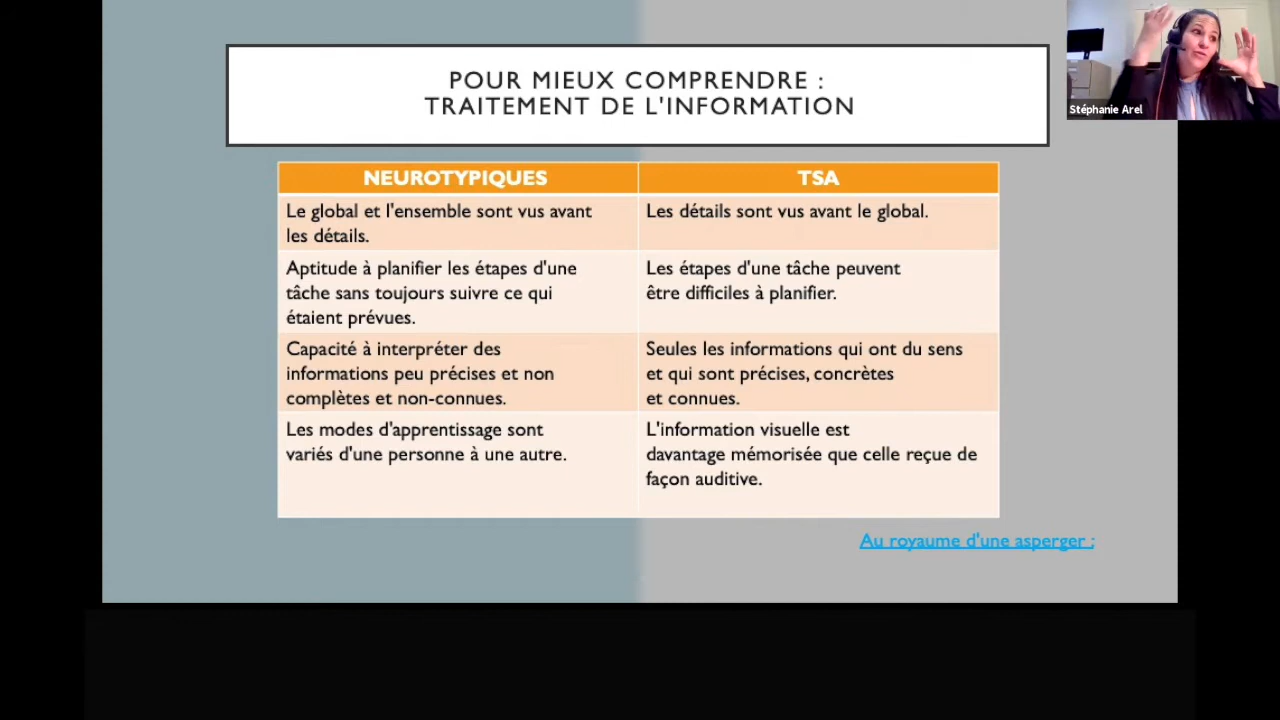 POUR MIEUX COMPRENDRE :
TRAITEMENT DE L'INFORMATION
Stéphanie Arel
NEUROTYPIQUES
TSA
Le global et l'ensemble sont vus avant
les détails.
Les détails sont vus avant le global.
Aptitude à planifier les étapes d'une
tâche sans toujours suivre ce qui
étaient prévues.
Les étapes d'une tâche peuvent
être difficiles à planifier.
Capacité à interpréter des
informations peu précises et non
complètes et non-connues.
Seules les informations qui ont du sens
et qui sont précises, concrètes
et connues.
Les modes d'apprentissage sont
variés d'une personne à une autre.
L'information visuelle est
davantage mémorisée que celle reçue de
façon auditive.
Au royaume d'une asperger :